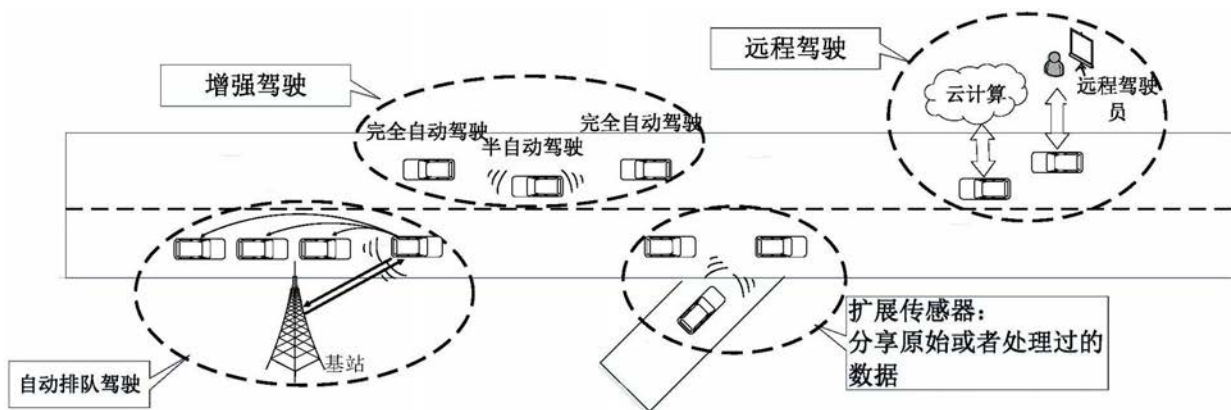 远程驾驶
增强驾驶
云计算
远程驾驶
员
完全自动驾驶
半自动驾驶
完全自动驾驶
基站
自动排队驾驶
扩展传感器：
分享原始或者处理过的
数据